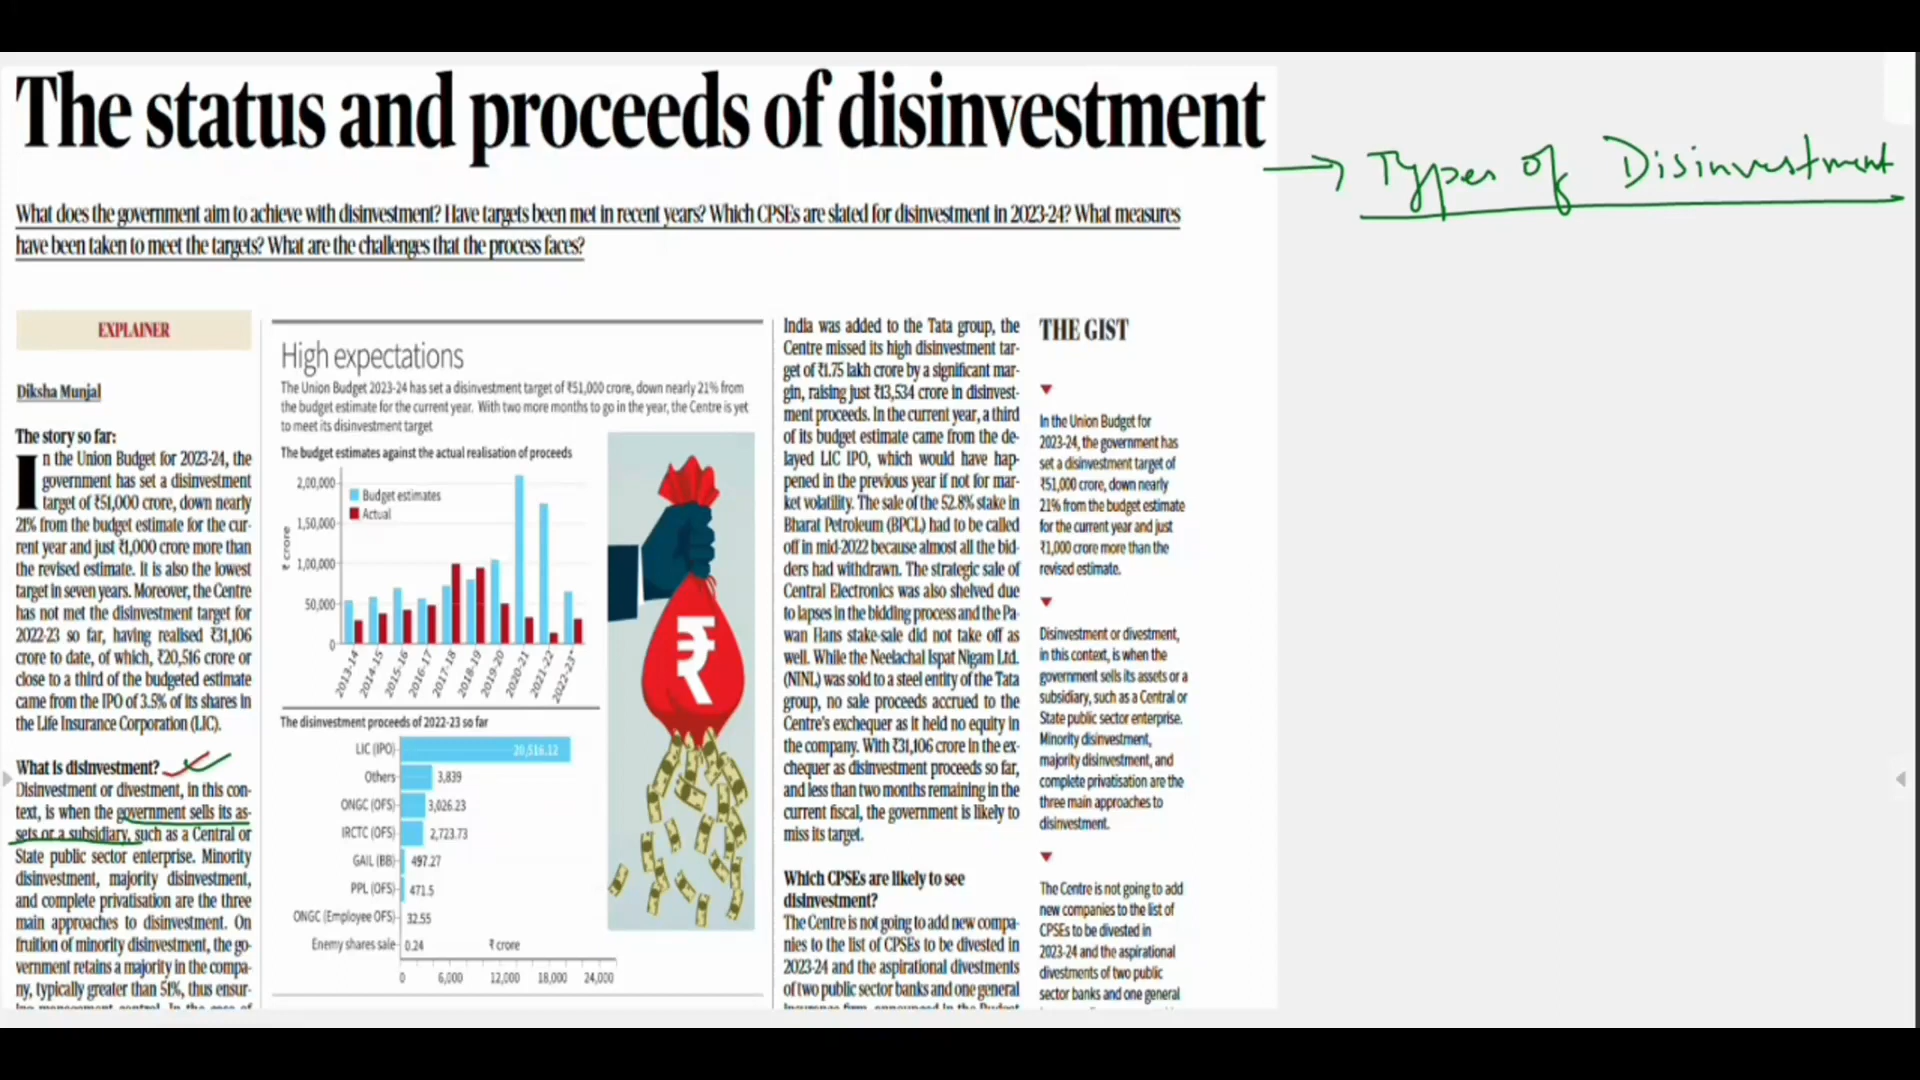 The status and proceeds of disinvestment
→ Types of Disinvestment
What does the government aim to achieve with disinvestment? Have targets been met in recent years? Which CPSEs are slated for disinvestment in 2023-24? What measures
have been taken to meet the targets? What are the challenges that the process faces?
EXPLAINER
Diksha Munjal
The story so far:
In the Union Budget for 2023-24, the
government has set a disinvestment
target of ₹51,000 crore, down nearly
21% from the budget estimate for the cur-
rent year and just ₹1,000 crore more than
the revised estimate. It is also the lowest
target in seven years. Moreover, the Centre
has not met the disinvestment target for
2022-23 so far, having realised ₹31,106
crore to date, of which, ₹20,516 crore or
close to a third of the budgeted estimate
came from the IPO of 3.5% of its shares in
the Life Insurance Corporation (LIC).
What is disinvestment?
Disinvestment or divestment, in this con-
text, is when the government sells its as-
sets or a subsidiary, such as a Central or
State public sector enterprise. Minority
disinvestment, majority disinvestment,
and complete privatisation are the three
main approaches to disinvestment. On
fruition of minority disinvestment, the go-
vernment retains a majority in the compa-
ny, typically greater than 51%, thus ensur-
High expectations
The Union Budget 2023-24 has set a disinvestment target of ₹51,000 crore, down nearly 21% from
the budget estimate for the current year. With two more months to go in the year, the Centre is yet
to meet its disinvestment target
The budget estimates against the actual realisation of proceeds
2,00,000
1,50,000
1,00,000
50,000
0
₹ crore
Budget estimates
Actual
2013-14
2014-15
2015-16
2016-17
2017-18
2018-19
2019-20
2020-21
2021-22
2022-23*
The disinvestment proceeds of 2022-23 so far
LIC (IPO) 20,516.12
Others 3,839
ONGC (OFS) 3,026.23
IRCTC (OFS) 2,723.73
GAIL (BB) 497.27
PPL (OFS) 471.5
ONGC (Employee OFS) 32.55
Enemy shares sale 0.24 ₹ crore
0 6,000 12,000 18,000 24,000
₹
India was added to the Tata group, the
Centre missed its high disinvestment tar-
get of ₹1.75 lakh crore by a significant mar-
gin, raising just ₹13,534 crore in disinvest-
ment proceeds. In the current year, a third
of its budget estimate came from the de-
layed LIC IPO, which would have hap-
pened in the previous year if not for mar-
ket volatility. The sale of the 52.8% stake in
Bharat Petroleum (BPCL) had to be called
off in mid-2022 because almost all the bid-
ders had withdrawn. The strategic sale of
Central Electronics was also shelved due
to lapses in the bidding process and the Pa-
wan Hans stake-sale did not take off as
well. While the Neelachal Ispat Nigam Ltd.
(NINL) was sold to a steel entity of the Tata
group, no sale proceeds accrued to the
Centre's exchequer as it held no equity in
the company. With ₹31,106 crore in the ex-
chequer as disinvestment proceeds so far,
and less than two months remaining in the
current fiscal, the government is likely to
miss its target.
Which CPSEs are likely to see
disinvestment?
The Centre is not going to add new compa-
nies to the list of CPSEs to be divested in
2023-24 and the aspirational divestments
of two public sector banks and one general
THE GIST
In the Union Budget for
2023-24, the government has
set a disinvestment target of
₹51,000 crore, down nearly
21% from the budget estimate
for the current year and just
₹1,000 crore more than the
revised estimate.
Disinvestment or divestment,
in this context, is when the
government sells its assets or a
subsidiary, such as a Central or
State public sector enterprise.
Minority disinvestment,
majority disinvestment, and
complete privatisation are the
three main approaches to
disinvestment.
The Centre is not going to add
new companies to the list of
CPSEs to be divested in
2023-24 and the aspirational
divestments of two public
sector banks and one general